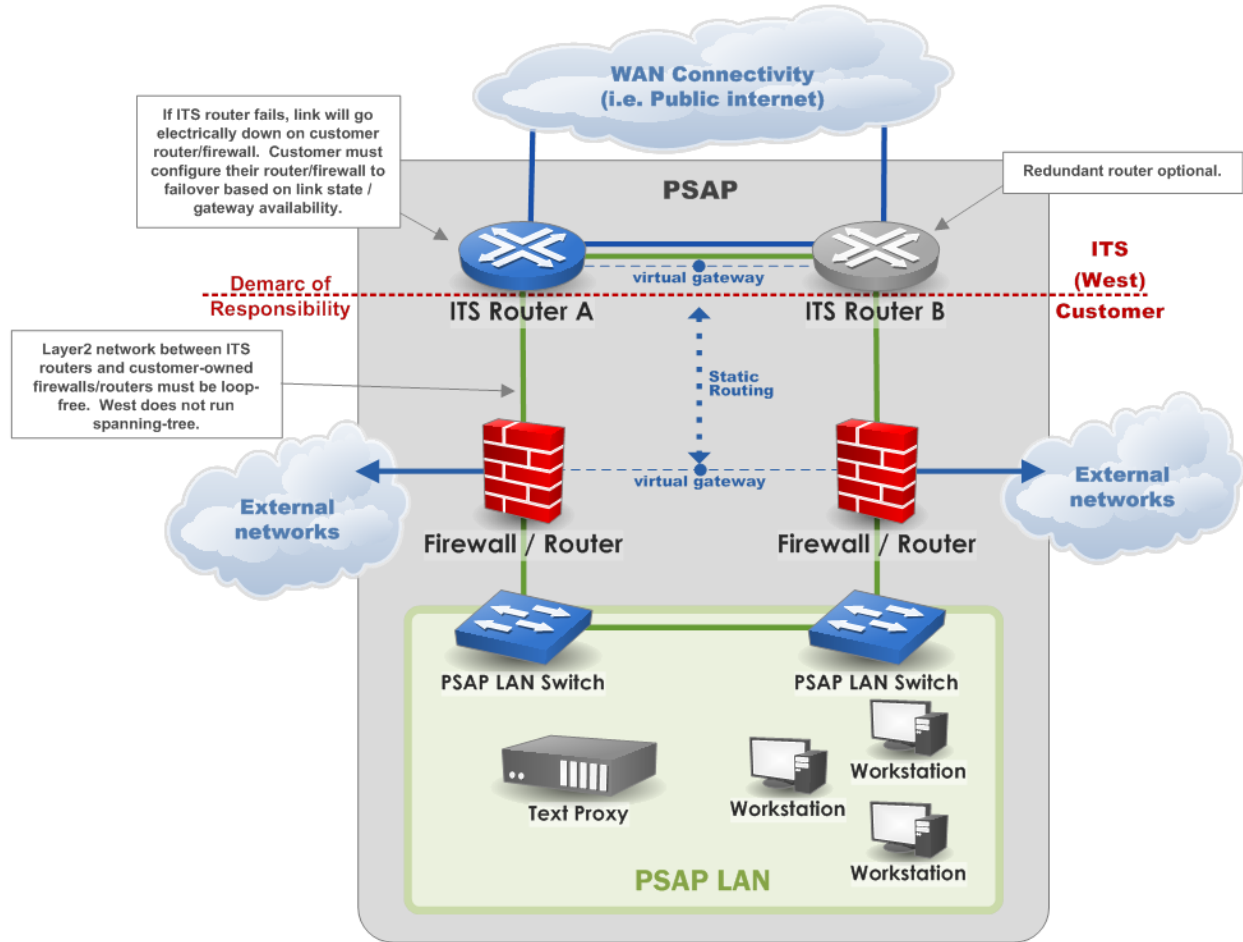 WAN Connectivity
(i.e. Public internet)
If ITS router fails, link will go
electrically down on customer
router/firewall. Customer must
configure their router/firewall to
failover based on link state /
gateway availability.
PSAP
Redundant router optional.
virtual gateway
ITS
(West)
Demarc of
Responsibility
ITS Router A
ITS Router B
Customer
Layer2 network between ITS
routers and customer-owned
firewalls/routers must be loop-
free. West does not run
spanning-tree.
Static
Routing
virtual gateway
External
networks
External
networks
Firewall / Router
Firewall / Router
PSAP LAN Switch
PSAP LAN Switch
Text Proxy
Workstation
Workstation
Workstation
PSAP LAN